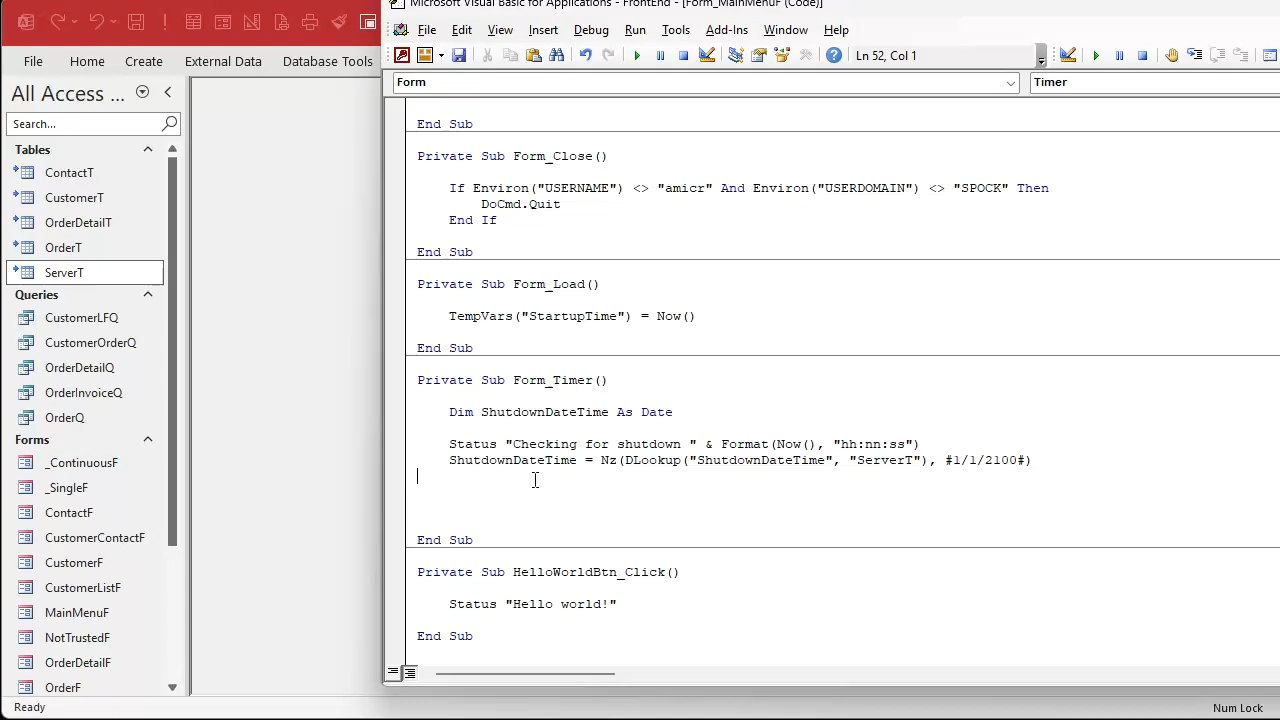 Microsoft Visual Basic for Applications - FrontEnd - [Form_MainMenuF (Code)]
File Edit View Insert Format Debug Run Tools Add-Ins Window Help
Ln 52, Col 1
File Home Create External Data Database Tools
Form
Timer
All Access ...
Search...
Tables
ContactT
CustomerT
OrderDetailT
OrderT
ServerT
Queries
CustomerLFQ
CustomerOrderQ
OrderDetailQ
OrderInvoiceQ
OrderQ
Forms
_ContinuousF
_SingleF
ContactF
CustomerContactF
CustomerF
CustomerListF
MainMenuF
NotTrustedF
OrderDetailF
OrderF
End Sub
Private Sub Form_Close()
If Environ("USERNAME") <> "amicr" And Environ("USERDOMAIN") <> "SPOCK" Then
DoCmd.Quit
End If
End Sub
Private Sub Form_Load()
TempVars("StartupTime") = Now()
End Sub
Private Sub Form_Timer()
Dim ShutdownDateTime As Date
Status "Checking for shutdown " & Format(Now(), "hh:nn:ss")
ShutdownDateTime = Nz(DLookup("ShutdownDateTime", "ServerT"), #1/1/2100#)
End Sub
Private Sub HelloWorldBtn_Click()
Status "Hello world!"
End Sub
Ready
Num Lock